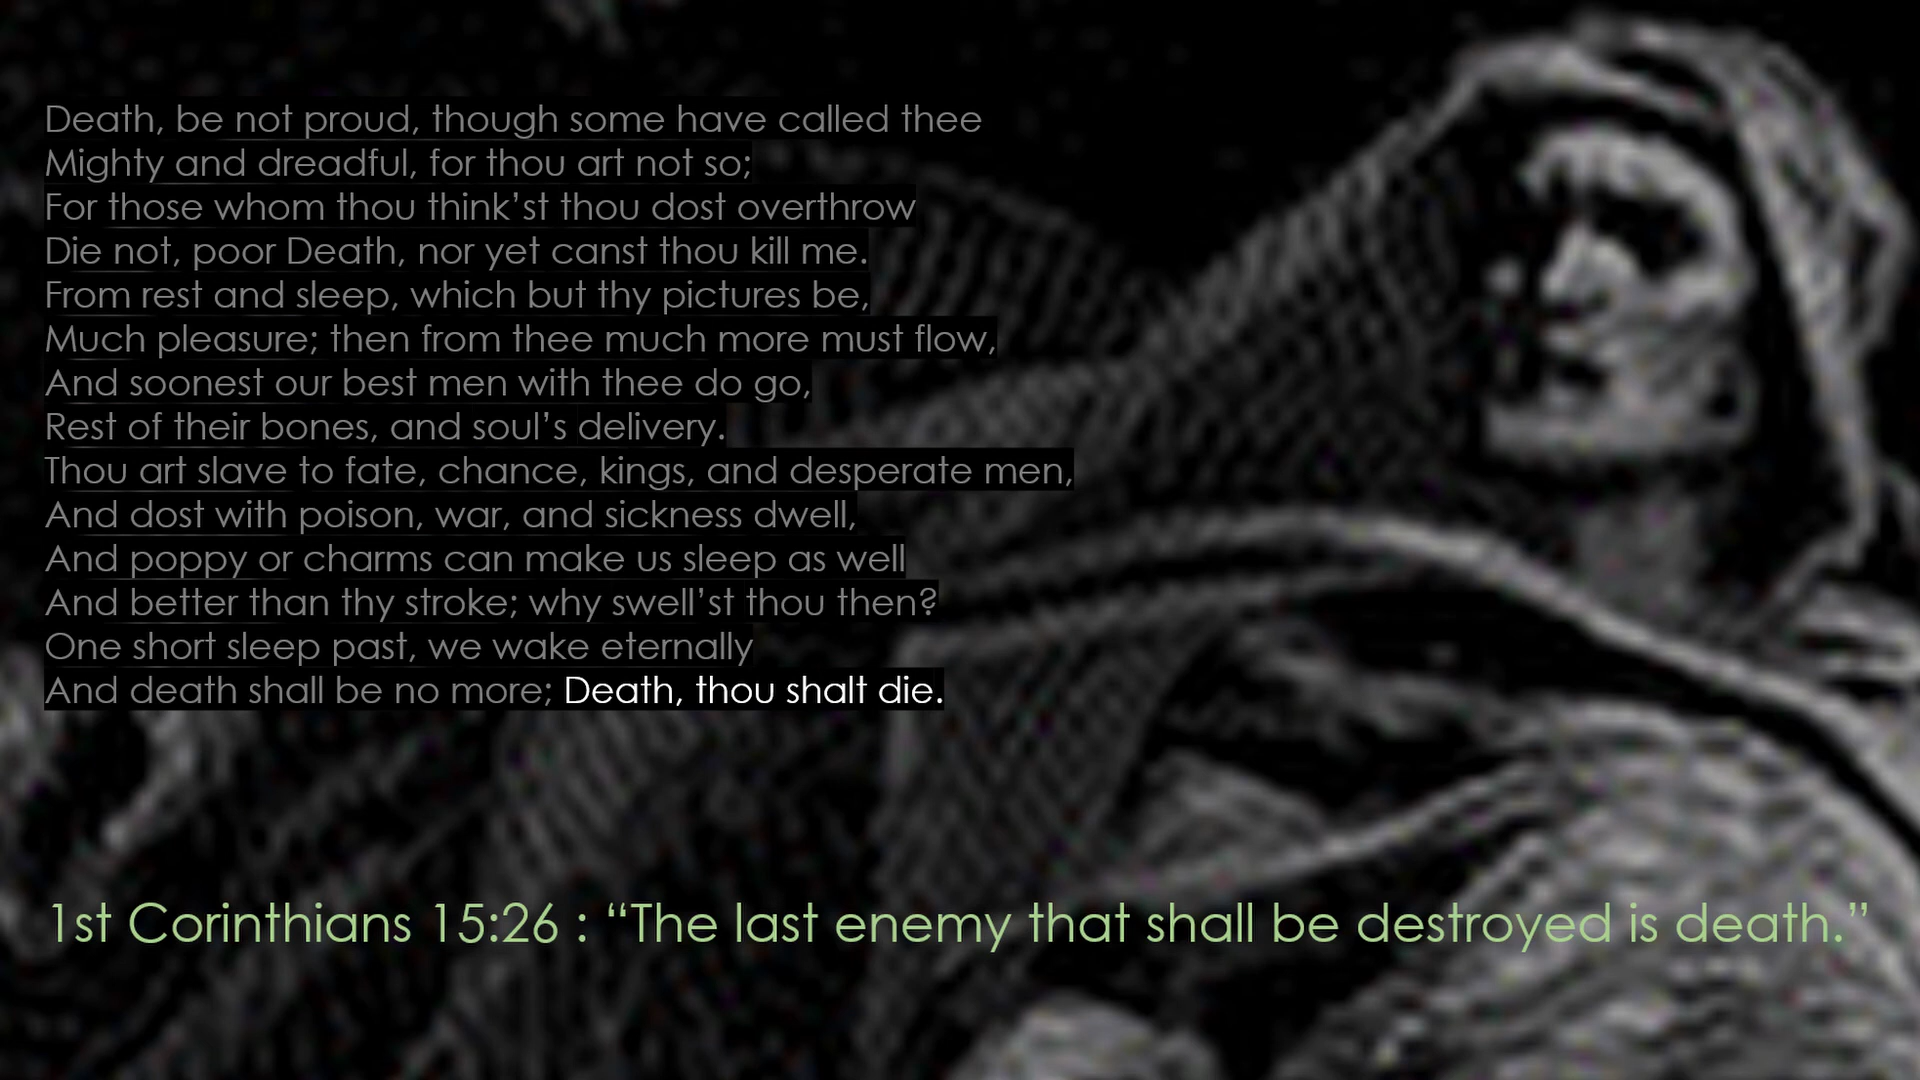 Death, be not proud, though some have called thee
Mighty and dreadful, for thou art not so;
For those whom thou think’st thou dost overthrow
Die not, poor Death, nor yet canst thou kill me.
From rest and sleep, which but thy pictures be,
Much pleasure; then from thee much more must flow,
And soonest our best men with thee do go,
Rest of their bones, and soul’s delivery.
Thou art slave to fate, chance, kings, and desperate men,
And dost with poison, war, and sickness dwell,
And poppy or charms can make us sleep as well
And better than thy stroke; why swell’st thou then?
One short sleep past, we wake eternally
And death shall be no more; Death, thou shalt die.
1st Corinthians 15:26 : “The last enemy that shall be destroyed is death.”